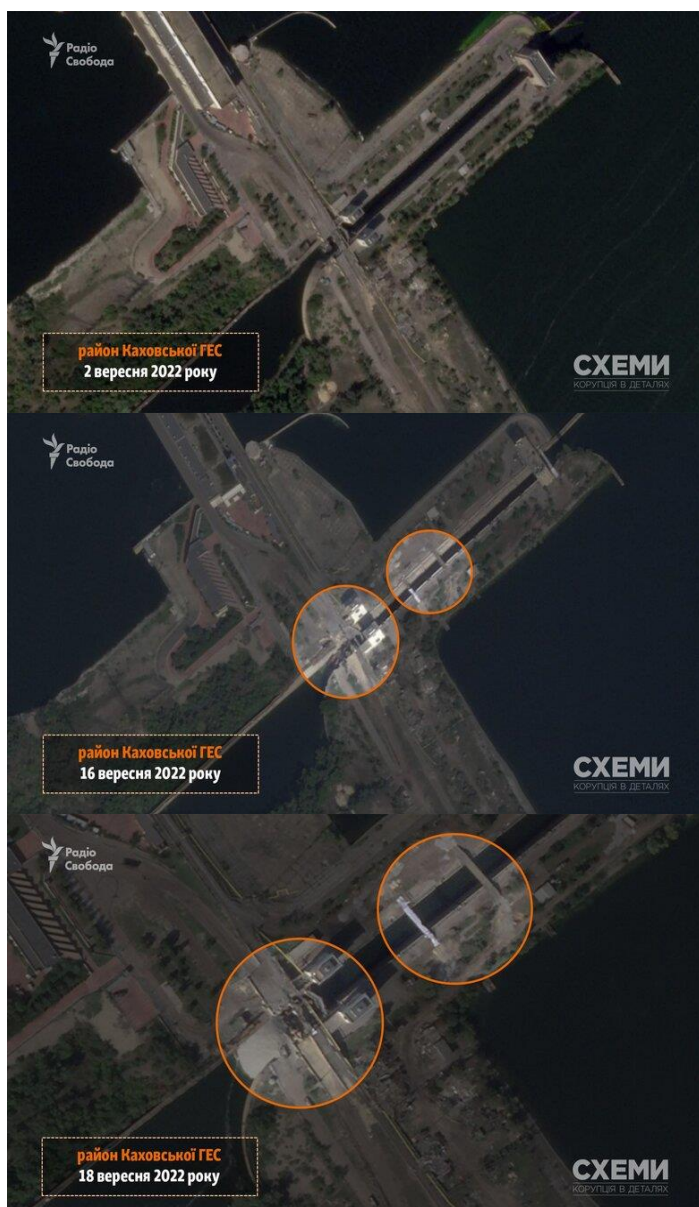 Радіо
Свобода
район Каховської ГЕС
2 вересня 2022 року
СХЕМИ
КОРУПЦІЯ В ДЕТАЛЯХ
Радіо
Свобода
район Каховської ГЕС
16 вересня 2022 року
СХЕМИ
КОРУПЦІЯ В ДЕТАЛЯХ
Радіо
Свобода
район Каховської ГЕС
18 вересня 2022 року
СХЕМИ
КОРУПЦІЯ В ДЕТАЛЯХ